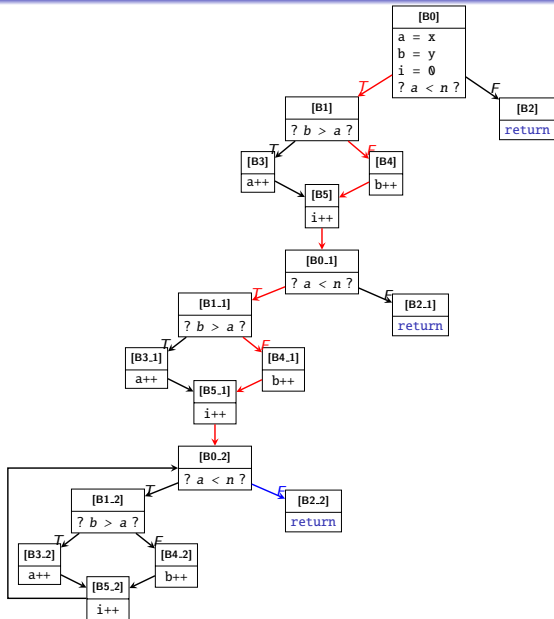 [B0]
a = x
b = y
i = 0
? a < n ?
T
F
[B1]
? b > a ?
[B2]
return
T
F
[B3]
a++
[B4]
b++
[B5]
i++
[B0_1]
? a < n ?
T
F
[B1_1]
? b > a ?
[B2_1]
return
T
F
[B3_1]
a++
[B4_1]
b++
[B5_1]
i++
[B0_2]
? a < n ?
T
F
[B1_2]
? b > a ?
[B2_2]
return
T
F
[B3_2]
a++
[B4_2]
b++
[B5_2]
i++